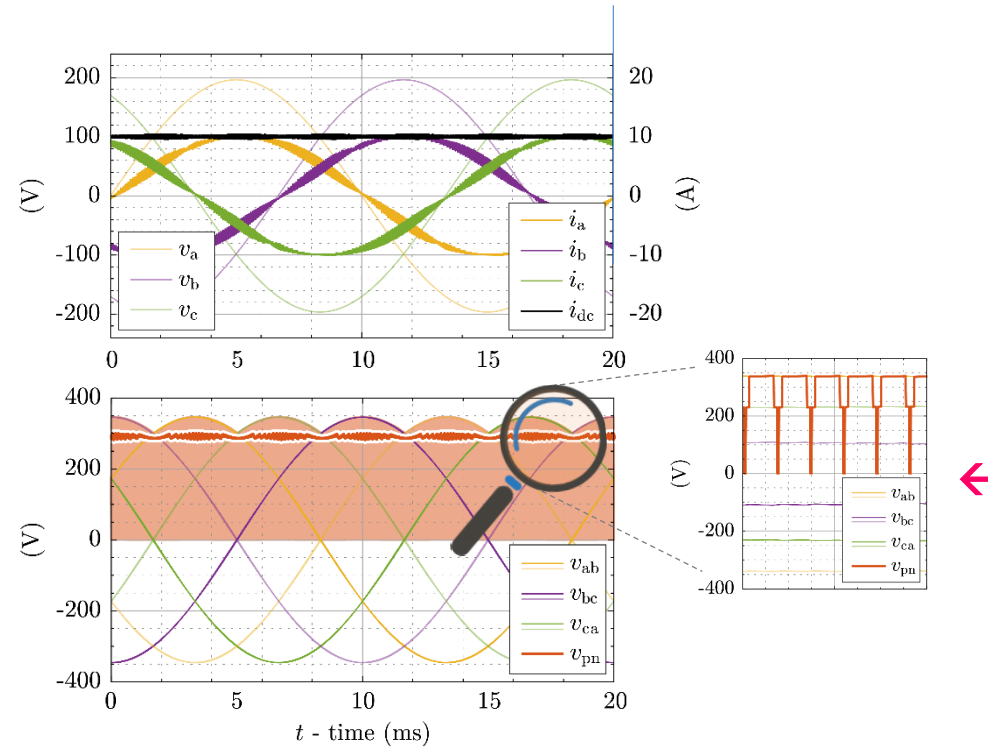 200
100
0
-100
-200
(V)
20
10
0
-10
-20
(A)
v_a
v_b
v_c
i_a
i_b
i_c
i_dc
0 5 10 15 20
400
200
0
-200
-400
(V)
v_ab
v_bc
v_ca
v_pn
0 5 10 15 20
t - time (ms)
400
200
0
-200
-400
(V)
v_ab
v_bc
v_ca
v_pn